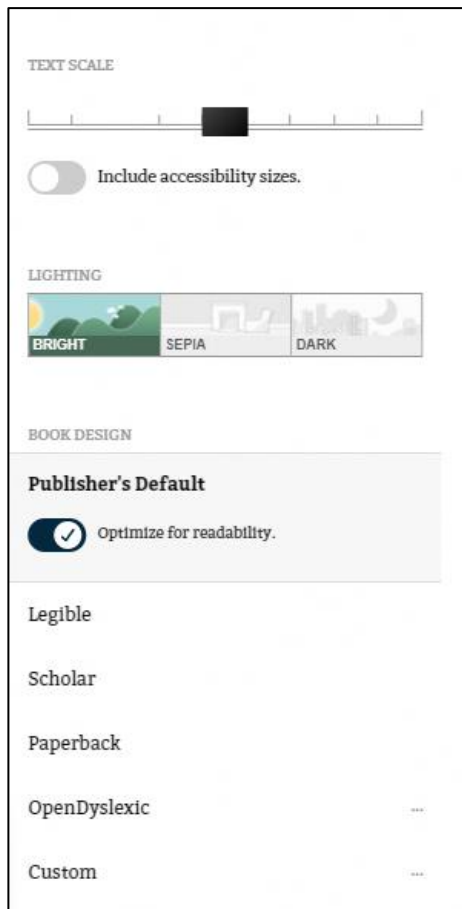 TEXT SCALE
Include accessibility sizes.
LIGHTING
BRIGHT SEPIA DARK
BOOK DESIGN
Publisher's Default
Optimize for readability.
Legible
Scholar
Paperback
OpenDyslexic ...
Custom ...